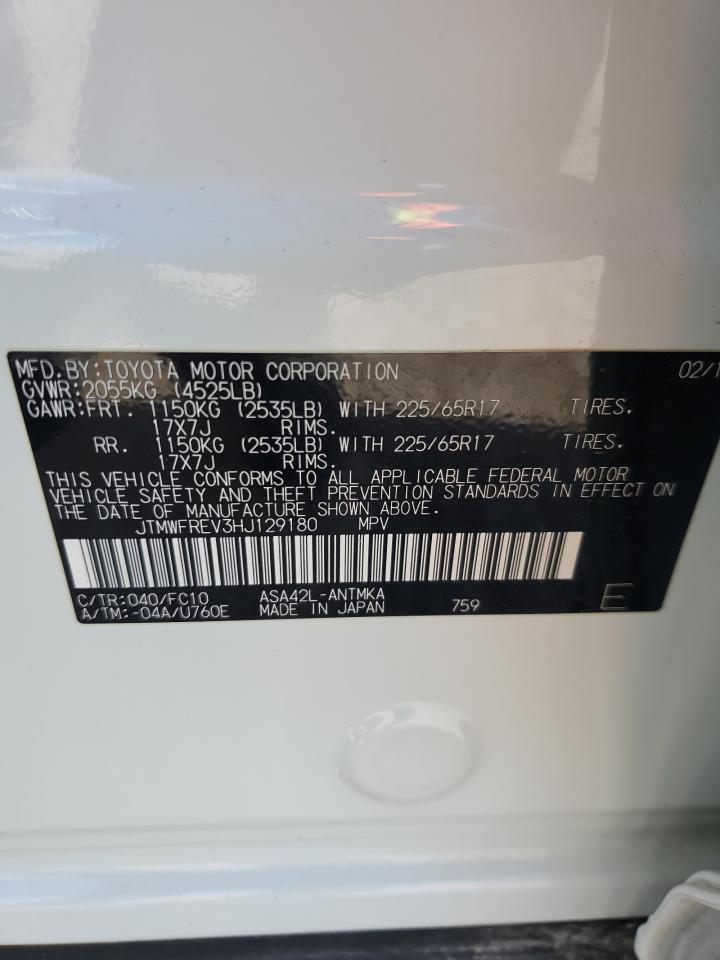 MFD.BY:TOYOTA MOTOR CORPORATION 02/1
GVWR:2055KG (4525LB)
GAWR:FRT. 1150KG (2535LB) WITH 225/65R17 TIRES.
17X7J RIMS.
RR. 1150KG (2535LB) WITH 225/65R17 TIRES.
17X7J RIMS.
THIS VEHICLE CONFORMS TO ALL APPLICABLE FEDERAL MOTOR
VEHICLE SAFETY AND THEFT PREVENTION STANDARDS IN EFFECT ON
THE DATE OF MANUFACTURE SHOWN ABOVE.
JTMWFREV3HJ129180 MPV
C/TR:040/FC10 ASA42L-ANTMKA
A/TM:-04A/U760E MADE IN JAPAN 759 E